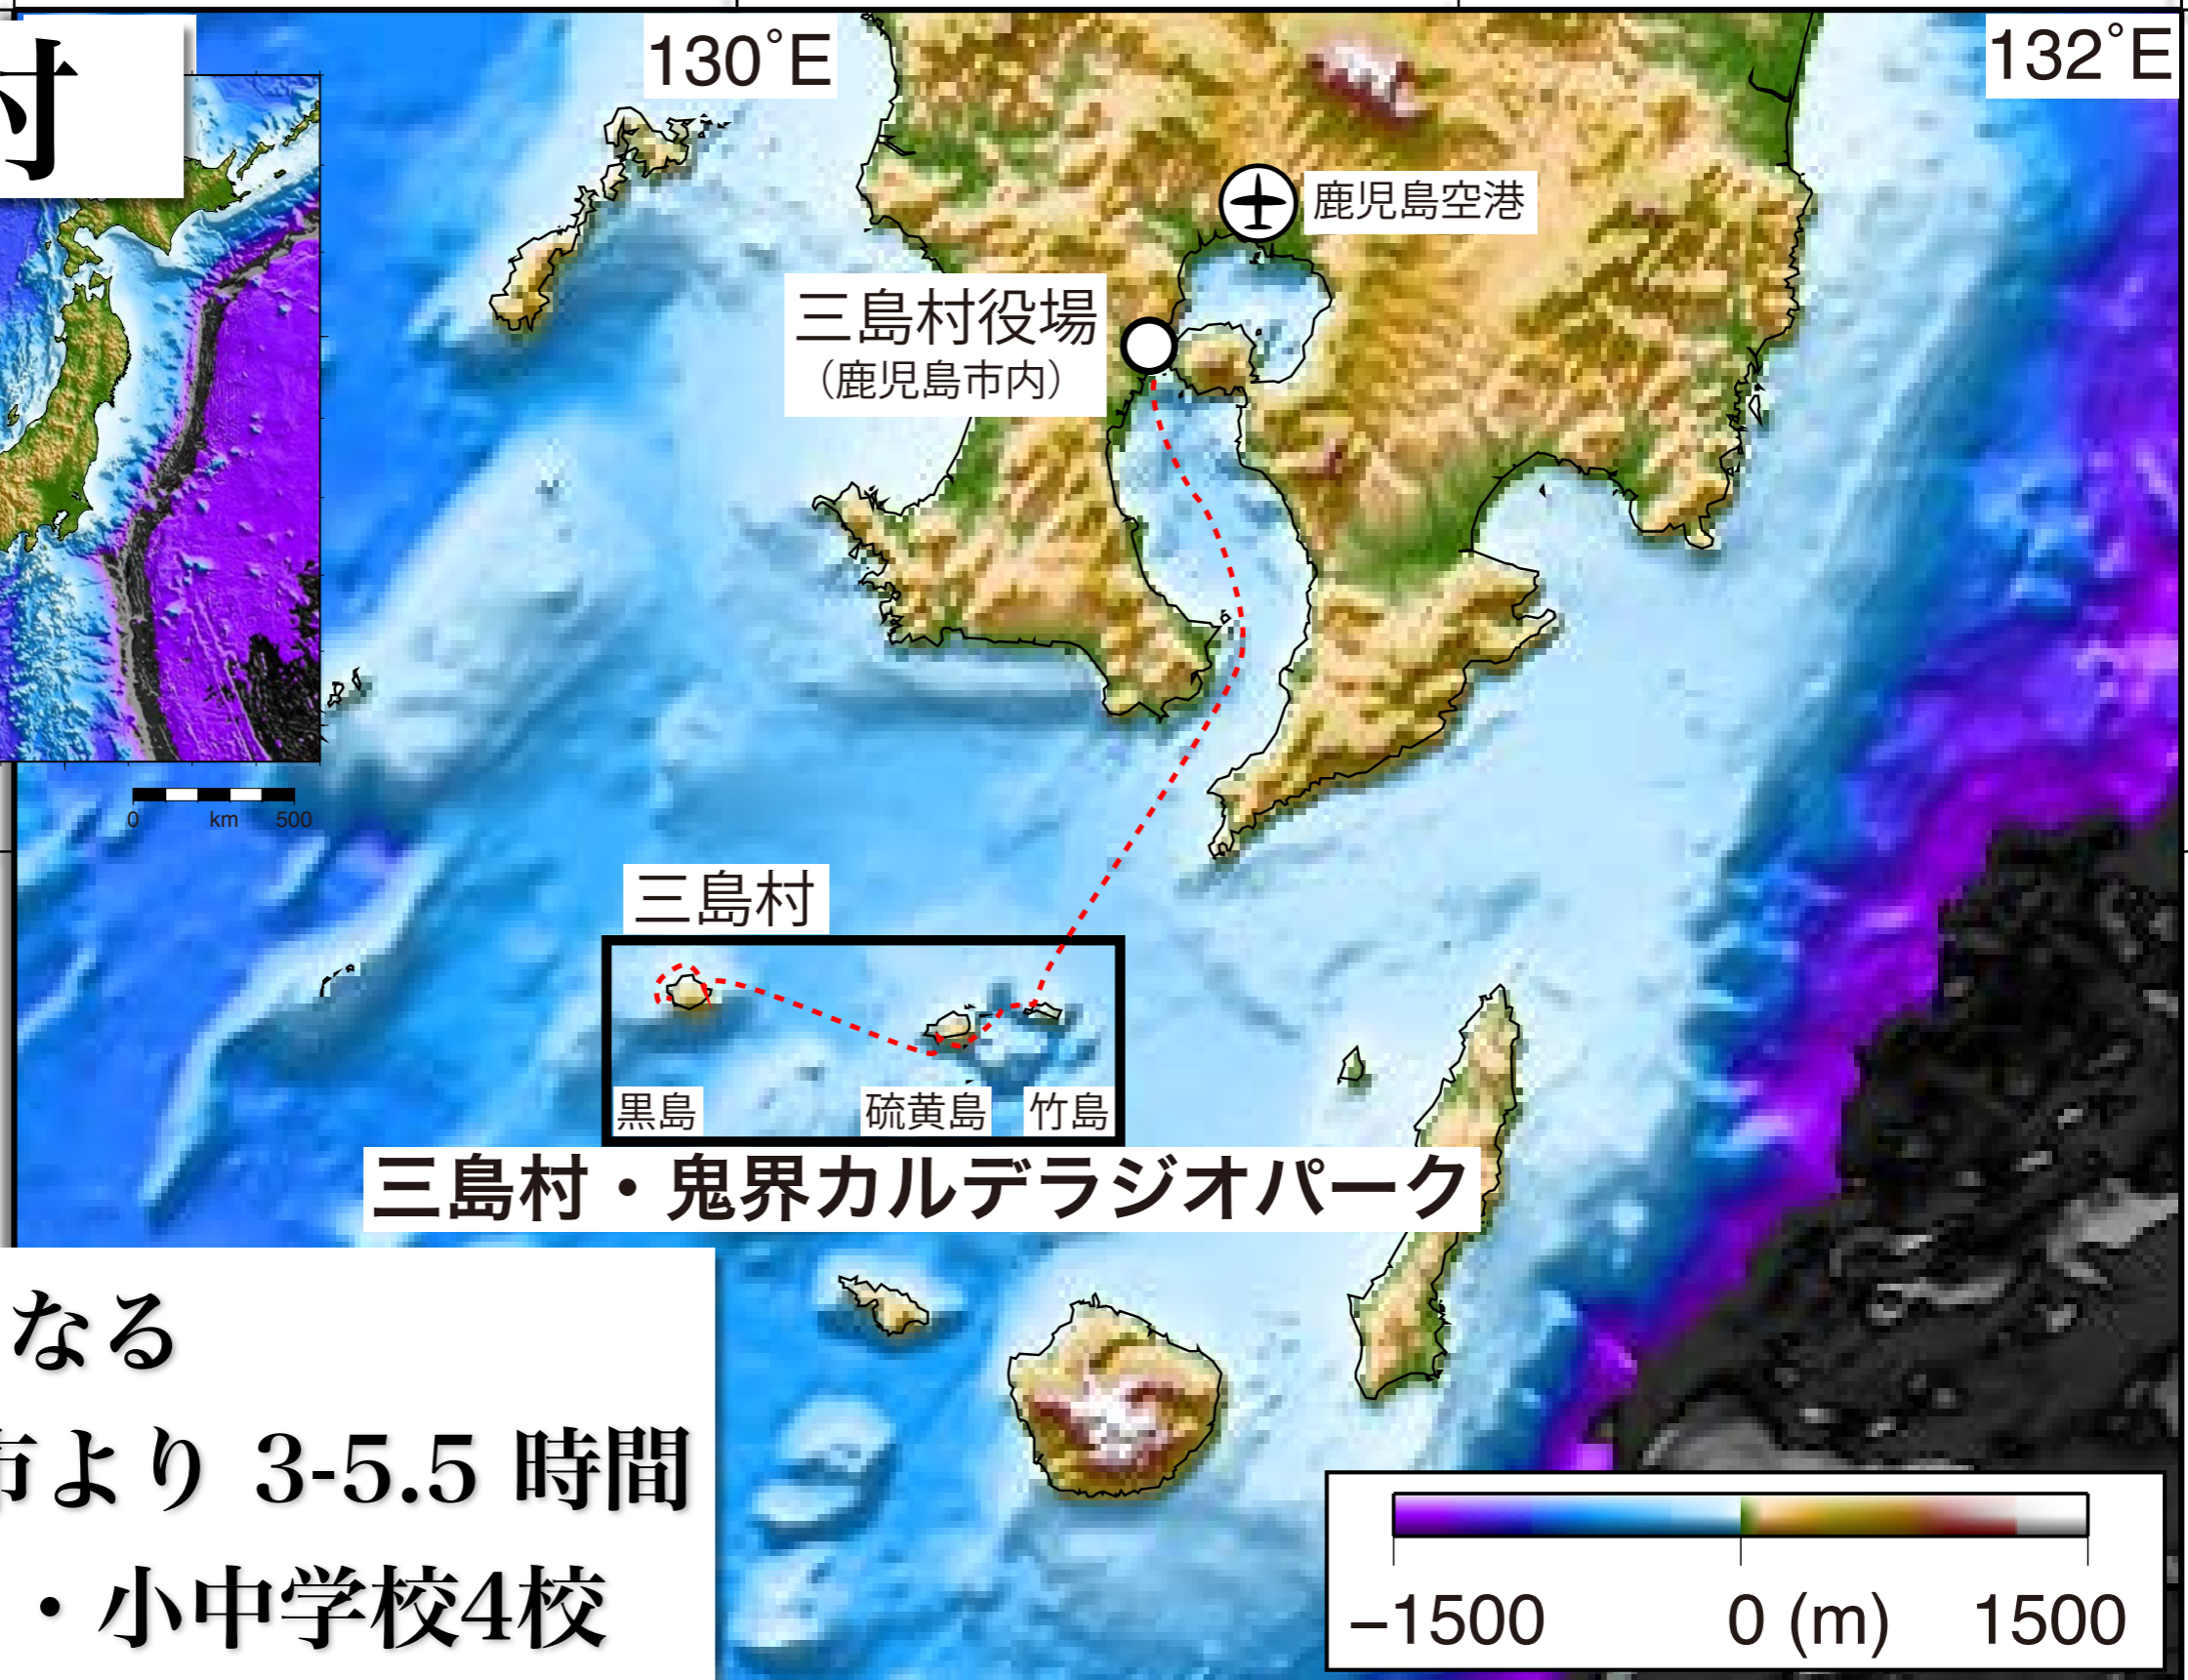 村
130°E
132°E
鹿児島空港
三島村役場
（鹿児島市内）
0 km 500
三島村
黒島 硫黄島 竹島
三島村・鬼界カルデラジオパーク
なる
市より 3-5.5 時間
・小中学校4校
−1500 0 (m) 1500